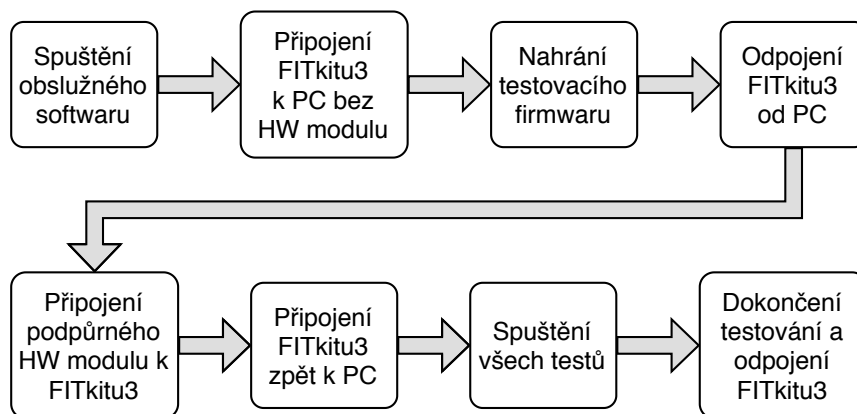 Spuštění
obslužného
softwaru
Připojení
FITkitu3
k PC bez
HW modulu
Nahrání
testovacího
firmwaru
Odpojení
FITkitu3
od PC
Připojení
podpůrného
HW modulu k
FITkitu3
Připojení
FITkitu3
zpět k PC
Spuštění
všech testů
Dokončení
testování a
odpojení
FITkitu3